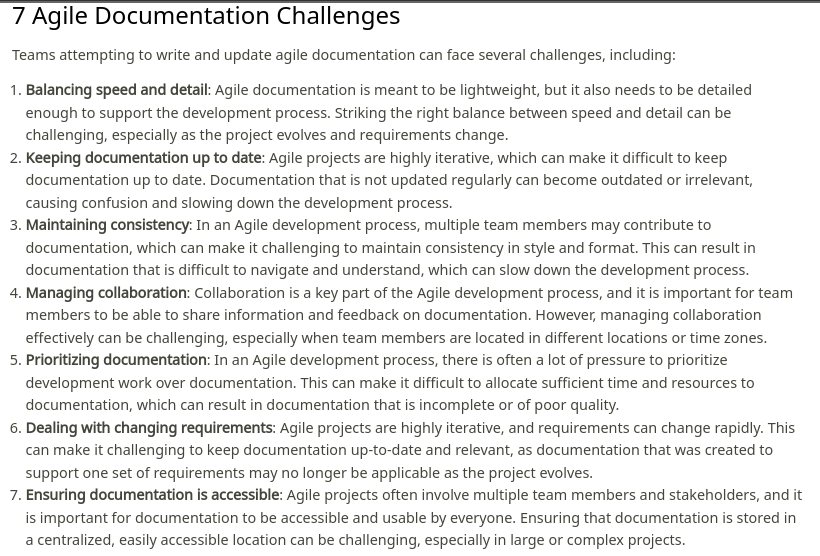 7 Agile Documentation Challenges
Teams attempting to write and update agile documentation can face several challenges, including:
1. Balancing speed and detail: Agile documentation is meant to be lightweight, but it also needs to be detailed
enough to support the development process. Striking the right balance between speed and detail can be
challenging, especially as the project evolves and requirements change.
2. Keeping documentation up to date: Agile projects are highly iterative, which can make it difficult to keep
documentation up to date. Documentation that is not updated regularly can become outdated or irrelevant,
causing confusion and slowing down the development process.
3. Maintaining consistency: In an Agile development process, multiple team members may contribute to
documentation, which can make it challenging to maintain consistency in style and format. This can result in
documentation that is difficult to navigate and understand, which can slow down the development process.
4. Managing collaboration: Collaboration is a key part of the Agile development process, and it is important for team
members to be able to share information and feedback on documentation. However, managing collaboration
effectively can be challenging, especially when team members are located in different locations or time zones.
5. Prioritizing documentation: In an Agile development process, there is often a lot of pressure to prioritize
development work over documentation. This can make it difficult to allocate sufficient time and resources to
documentation, which can result in documentation that is incomplete or of poor quality.
6. Dealing with changing requirements: Agile projects are highly iterative, and requirements can change rapidly. This
can make it challenging to keep documentation up-to-date and relevant, as documentation that was created to
support one set of requirements may no longer be applicable as the project evolves.
7. Ensuring documentation is accessible: Agile projects often involve multiple team members and stakeholders, and it
is important for documentation to be accessible and usable by everyone. Ensuring that documentation is stored in
a centralized, easily accessible location can be challenging, especially in large or complex projects.